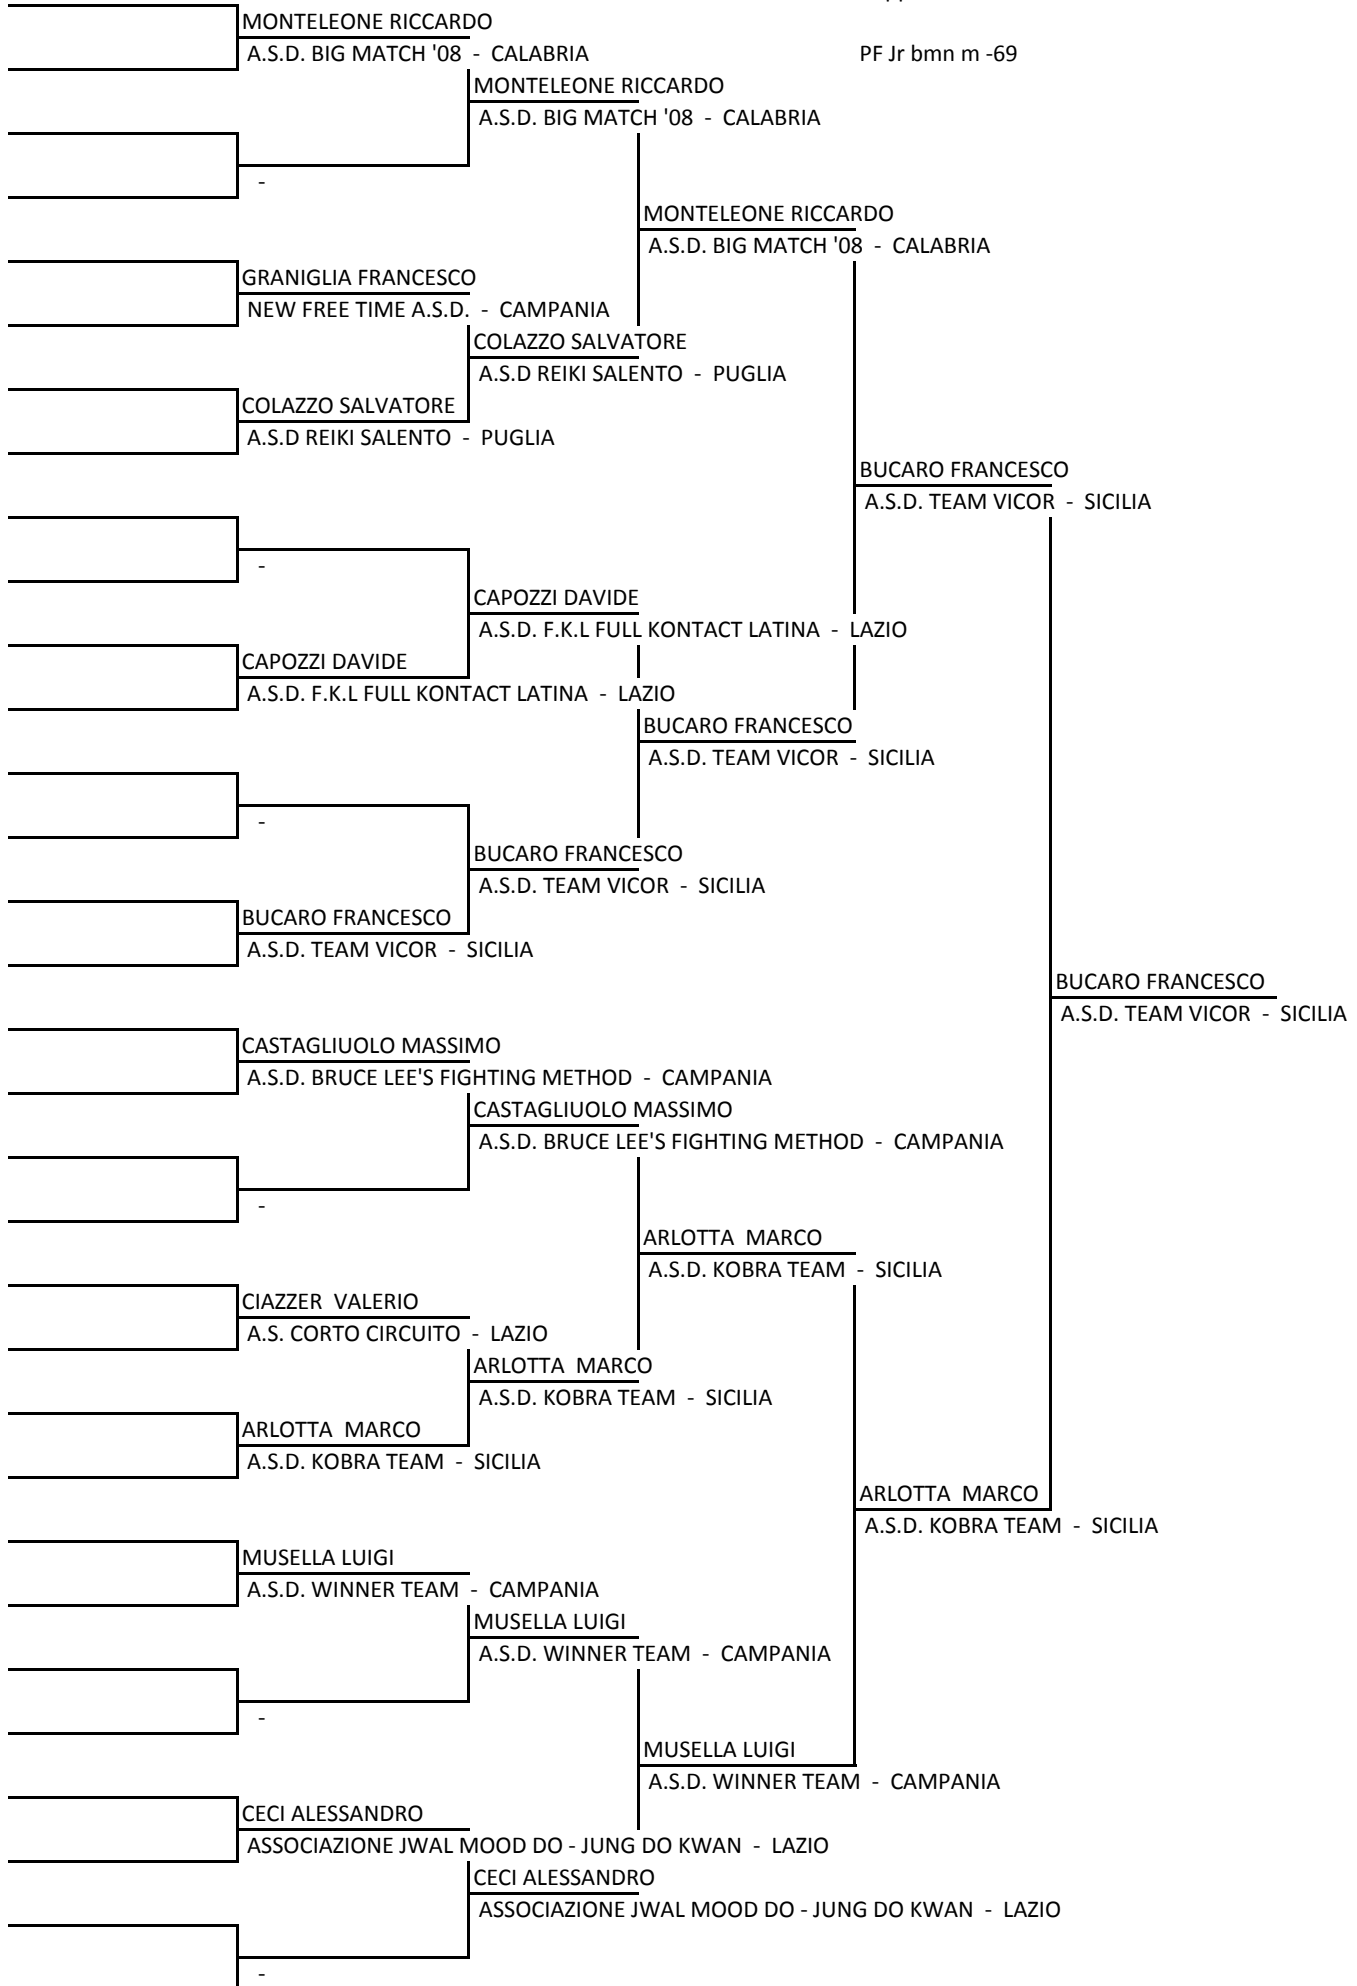 MONTELEONE RICCARDO
A.S.D. BIG MATCH '08 - CALABRIA
PF Jr bmn m -69
MONTELEONE RICCARDO
A.S.D. BIG MATCH '08 - CALABRIA
-
MONTELEONE RICCARDO
A.S.D. BIG MATCH '08 - CALABRIA
GRANIGLIA FRANCESCO
NEW FREE TIME A.S.D. - CAMPANIA
COLAZZO SALVATORE
A.S.D REIKI SALENTO - PUGLIA
COLAZZO SALVATORE
A.S.D REIKI SALENTO - PUGLIA
BUCARO FRANCESCO
A.S.D. TEAM VICOR - SICILIA
-
CAPOZZI DAVIDE
A.S.D. F.K.L FULL KONTACT LATINA - LAZIO
CAPOZZI DAVIDE
A.S.D. F.K.L FULL KONTACT LATINA - LAZIO
BUCARO FRANCESCO
A.S.D. TEAM VICOR - SICILIA
-
BUCARO FRANCESCO
A.S.D. TEAM VICOR - SICILIA
BUCARO FRANCESCO
A.S.D. TEAM VICOR - SICILIA
BUCARO FRANCESCO
A.S.D. TEAM VICOR - SICILIA
CASTAGLIUOLO MASSIMO
A.S.D. BRUCE LEE'S FIGHTING METHOD - CAMPANIA
CASTAGLIUOLO MASSIMO
A.S.D. BRUCE LEE'S FIGHTING METHOD - CAMPANIA
-
ARLOTTA MARCO
A.S.D. KOBRA TEAM - SICILIA
CIAZZER VALERIO
A.S. CORTO CIRCUITO - LAZIO
ARLOTTA MARCO
A.S.D. KOBRA TEAM - SICILIA
ARLOTTA MARCO
A.S.D. KOBRA TEAM - SICILIA
ARLOTTA MARCO
A.S.D. KOBRA TEAM - SICILIA
MUSELLA LUIGI
A.S.D. WINNER TEAM - CAMPANIA
MUSELLA LUIGI
A.S.D. WINNER TEAM - CAMPANIA
-
MUSELLA LUIGI
A.S.D. WINNER TEAM - CAMPANIA
CECI ALESSANDRO
ASSOCIAZIONE JWAL MOOD DO - JUNG DO KWAN - LAZIO
CECI ALESSANDRO
ASSOCIAZIONE JWAL MOOD DO - JUNG DO KWAN - LAZIO
-